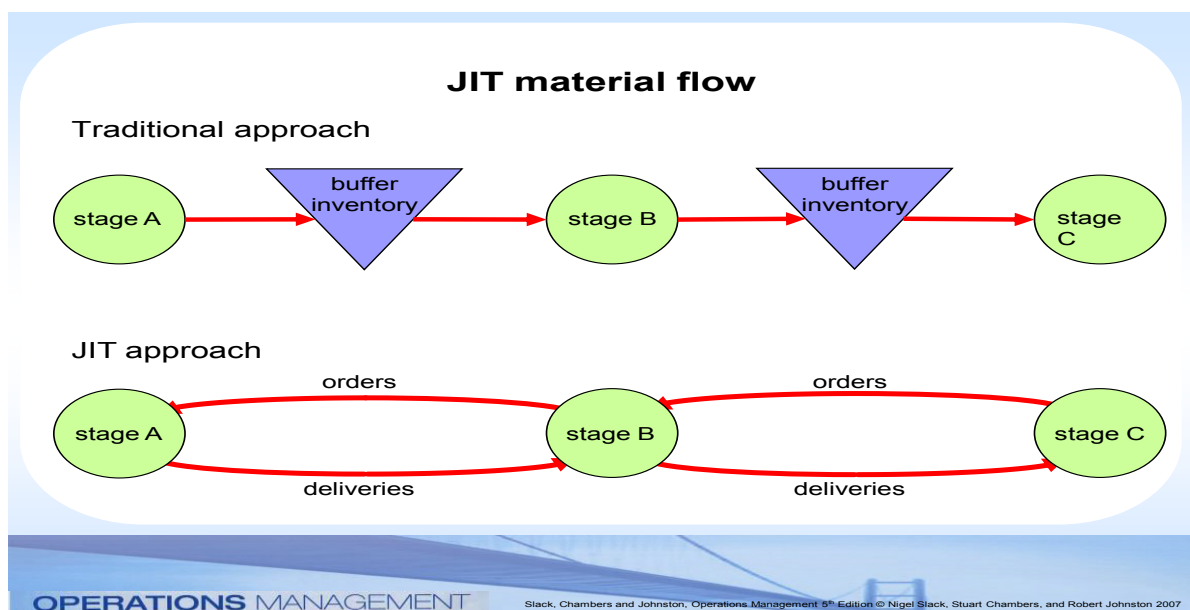 JIT material flow
Traditional approach
stage A
buffer
inventory
stage B
buffer
inventory
stage
C
JIT approach
orders
orders
stage A
stage B
stage C
deliveries
deliveries
OPERATIONS MANAGEMENT
Slack, Chambers and Johnston, Operations Management 5th Edition © Nigel Slack, Stuart Chambers, and Robert Johnston 2007